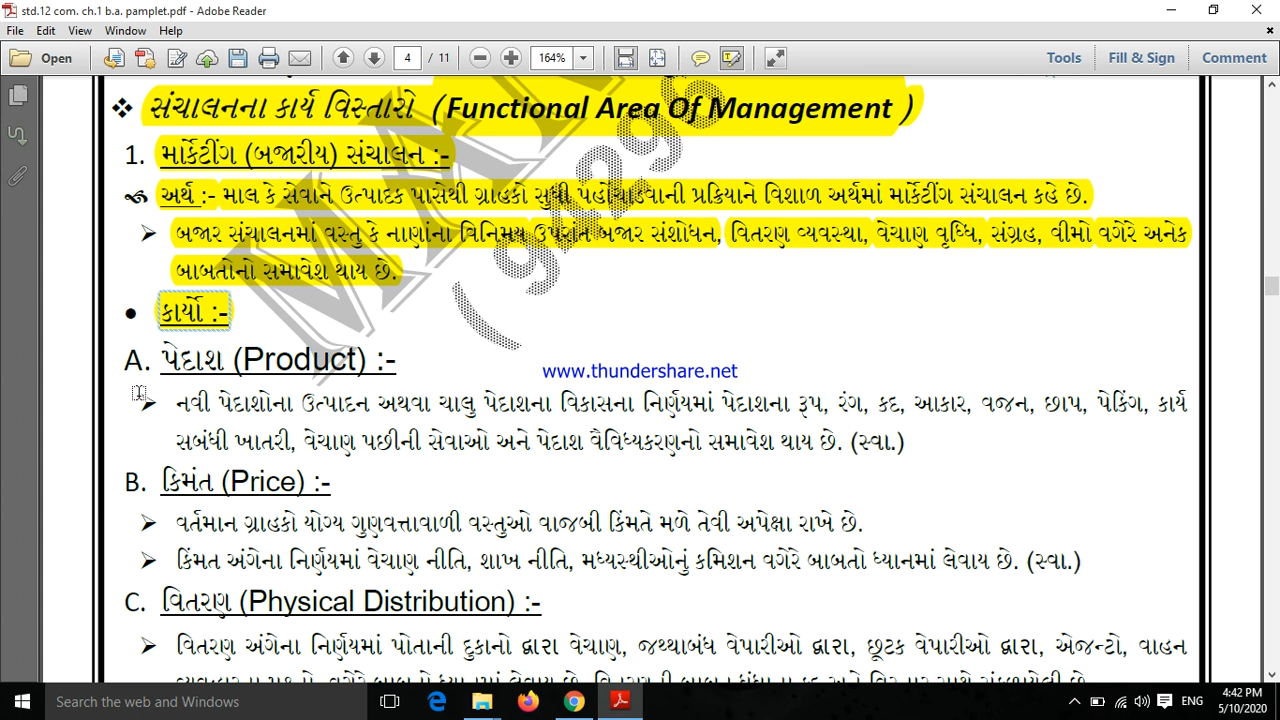 std.12 com. ch.1 b.a. pamplet.pdf - Adobe Reader
File Edit View Window Help
Open 4 / 11 164% Tools Fill & Sign Comment
❖ સંચાલનના કાર્ય વિસ્તારો (Functional Area Of Management )
1. માર્કેટીંગ (બજારીય) સંચાલન :-
અર્થ :- માલ કે સેવાને ઉત્પાદક પાસેથી ગ્રાહકો સુધી પહોંચાડવાની પ્રક્રિયાને વિશાળ અર્થમાં માર્કેટીંગ સંચાલન કહે છે.
➢ બજાર સંચાલનમાં વસ્તુ કે નાણાંના વિનિમય ઉપરાંત બજાર સંશોધન, વિતરણ વ્યવસ્થા, વેચાણ વૃધ્ધિ, સંગ્રહ, વીમો વગેરે અનેક
બાબતોનો સમાવેશ થાય છે.
• કાર્યો :-
A. પેદાશ (Product) :-
www.thundershare.net
➢ નવી પેદાશોના ઉત્પાદન અથવા ચાલુ પેદાશના વિકાસના નિર્ણયમાં પેદાશના રૂપ, રંગ, કદ, આકાર, વજન, છાપ, પેકિંગ, કાર્ય
સબંધી ખાતરી, વેચાણ પછીની સેવાઓ અને પેદાશ વૈવિધ્યકરણનો સમાવેશ થાય છે. (સ્વા.)
B. કિમંત (Price) :-
➢ વર્તમાન ગ્રાહકો યોગ્ય ગુણવત્તાવાળી વસ્તુઓ વાજબી કિંમતે મળે તેવી અપેક્ષા રાખે છે.
➢ કિંમત અંગેના નિર્ણયમાં વેચાણ નીતિ, શાખ નીતિ, મધ્યસ્થીઓનું કમિશન વગેરે બાબતો ધ્યાનમાં લેવાય છે. (સ્વા.)
C. વિતરણ (Physical Distribution) :-
➢ વિતરણ અંગેના નિર્ણયમાં પોતાની દુકાનો દ્વારા વેચાણ, જથ્થાબંધ વેપારીઓ દ્વારા, છૂટક વેપારીઓ દ્વારા, એજન્ટો, વાહન
Search the web and Windows
ENG
4:42 PM
5/10/2020